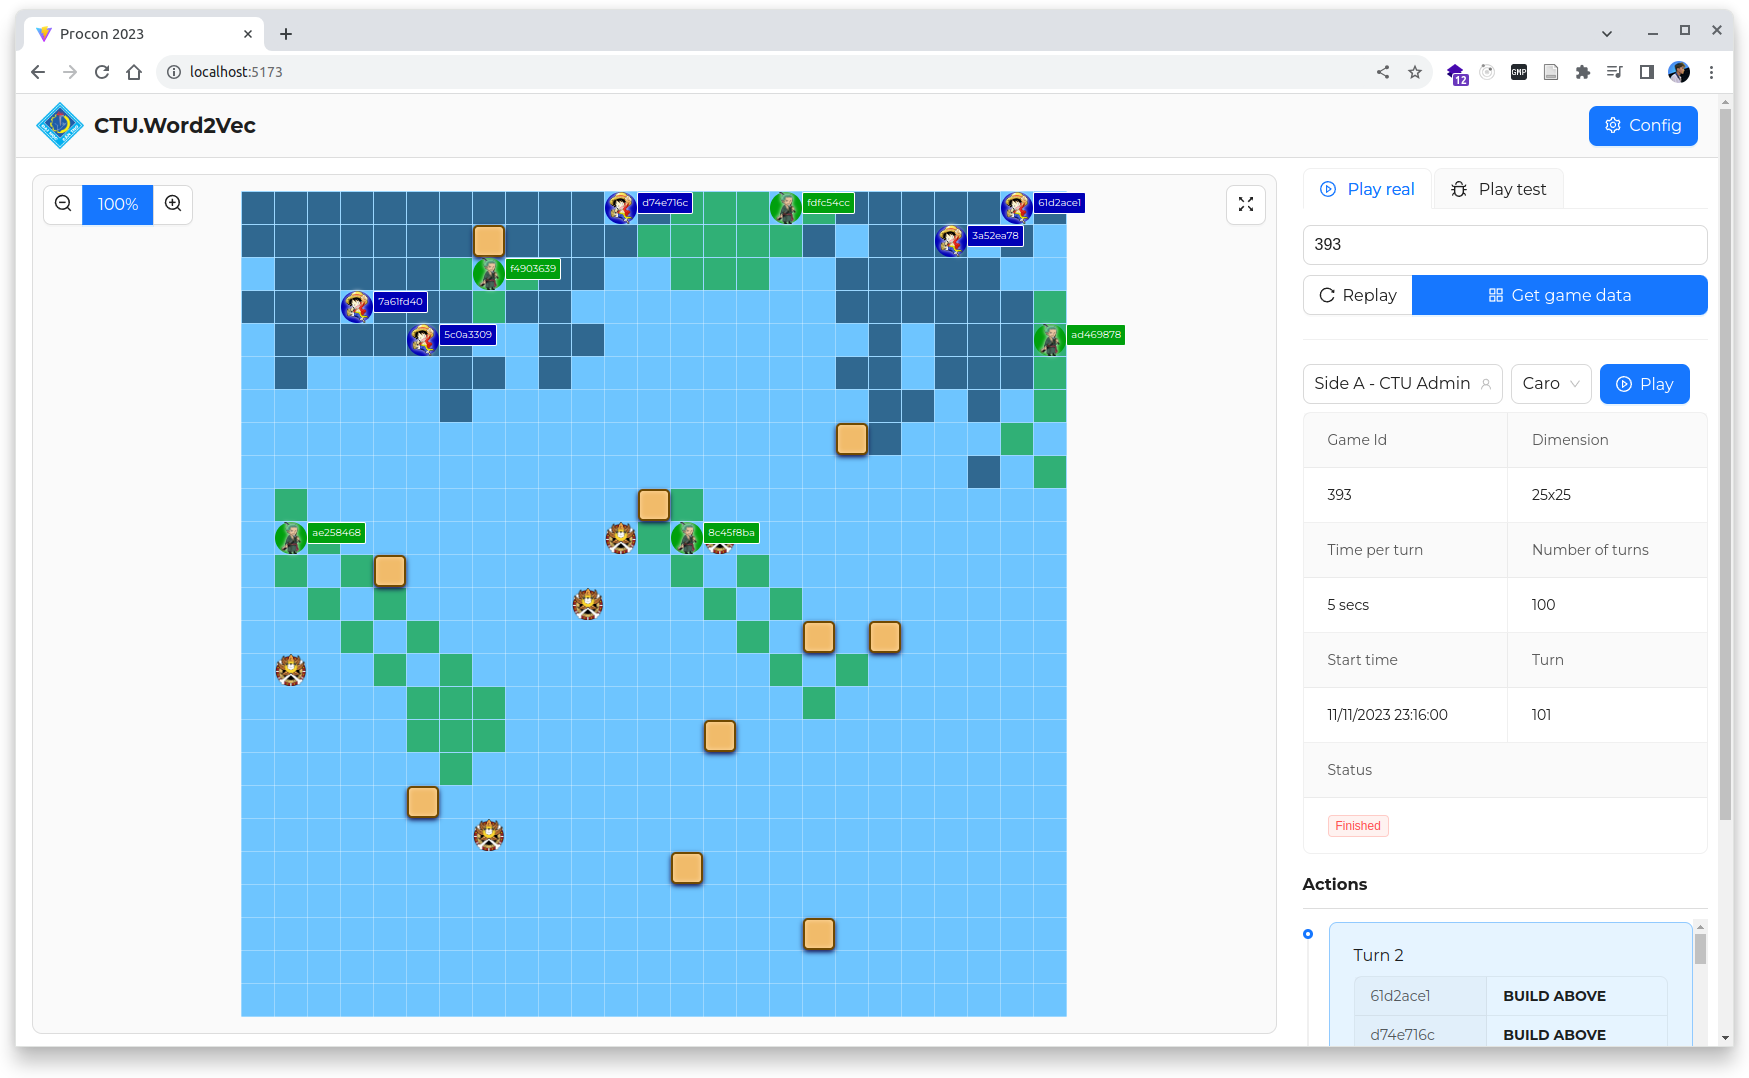 Procon 2023
localhost:5173
GMP
12
CTU.Word2Vec
Config
100%
d74e716c
fdfc54cc
61d2ace1
3a52ea78
f4903639
7a61fd40
5c0a3309
ad469878
ae258468
8c45f8ba
Play real
Play test
393
Replay
Get game data
Side A - CTU Admin
Caro
Play
Game Id
Dimension
393
25x25
Time per turn
Number of turns
5 secs
100
Start time
Turn
11/11/2023 23:16:00
101
Status
Finished
Actions
Turn 2
61d2ace1
BUILD ABOVE
d74e716c
BUILD ABOVE